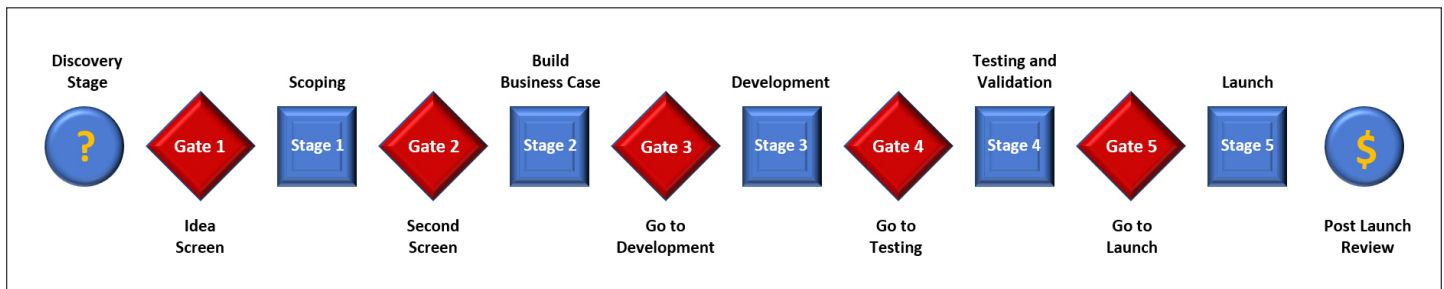 Discovery
Stage
Scoping
Build
Business Case
Development
Testing and
Validation
Launch
?
Gate 1
Stage 1
Gate 2
Stage 2
Gate 3
Stage 3
Gate 4
Stage 4
Gate 5
Stage 5
$
Idea
Screen
Second
Screen
Go to
Development
Go to
Testing
Go to
Launch
Post Launch
Review